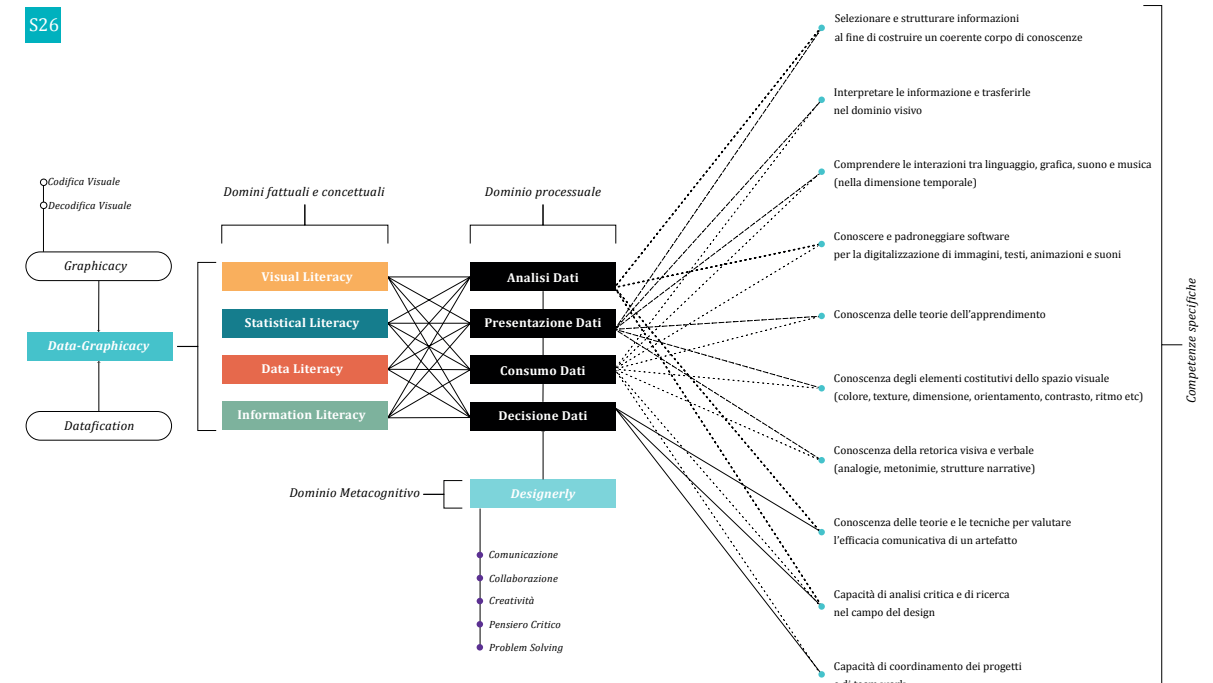 S26
Codifica Visuale
Decodifica Visuale
Graphicacy
Data-Graphicacy
Datafication
Domini fattuali e concettuali
Visual Literacy
Statistical Literacy
Data Literacy
Information Literacy
Dominio processuale
Analisi Dati
Presentazione Dati
Consumo Dati
Decisione Dati
Dominio Metacognitivo
Designerly
Comunicazione
Collaborazione
Creatività
Pensiero Critico
Problem Solving
Selezionare e strutturare informazioni
al fine di costruire un coerente corpo di conoscenze
Interpretare le informazione e trasferirle
nel dominio visivo
Comprendere le interazioni tra linguaggio, grafica, suono e musica
(nella dimensione temporale)
Conoscere e padroneggiare software
per la digitalizzazione di immagini, testi, animazioni e suoni
Conoscenza delle teorie dell'apprendimento
Conoscenza degli elementi costitutivi dello spazio visuale
(colore, texture, dimensione, orientamento, contrasto, ritmo etc)
Conoscenza della retorica visiva e verbale
(analogie, metonimie, strutture narrative)
Conoscenza delle teorie e le tecniche per valutare
l'efficacia comunicativa di un artefatto
Capacità di analisi critica e di ricerca
nel campo del design
Capacità di coordinamento dei progetti
Competenze specifiche